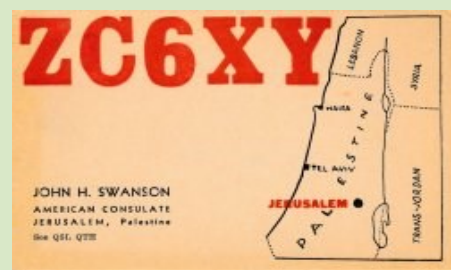 ZC6XY
LEBANON
SYRIA
HAIFA
PALESTINE
TEL AVIV
JERUSALEM
TRANS-JORDAN
JOHN H. SWANSON
AMERICAN CONSULATE
JERUSALEM, Palestine